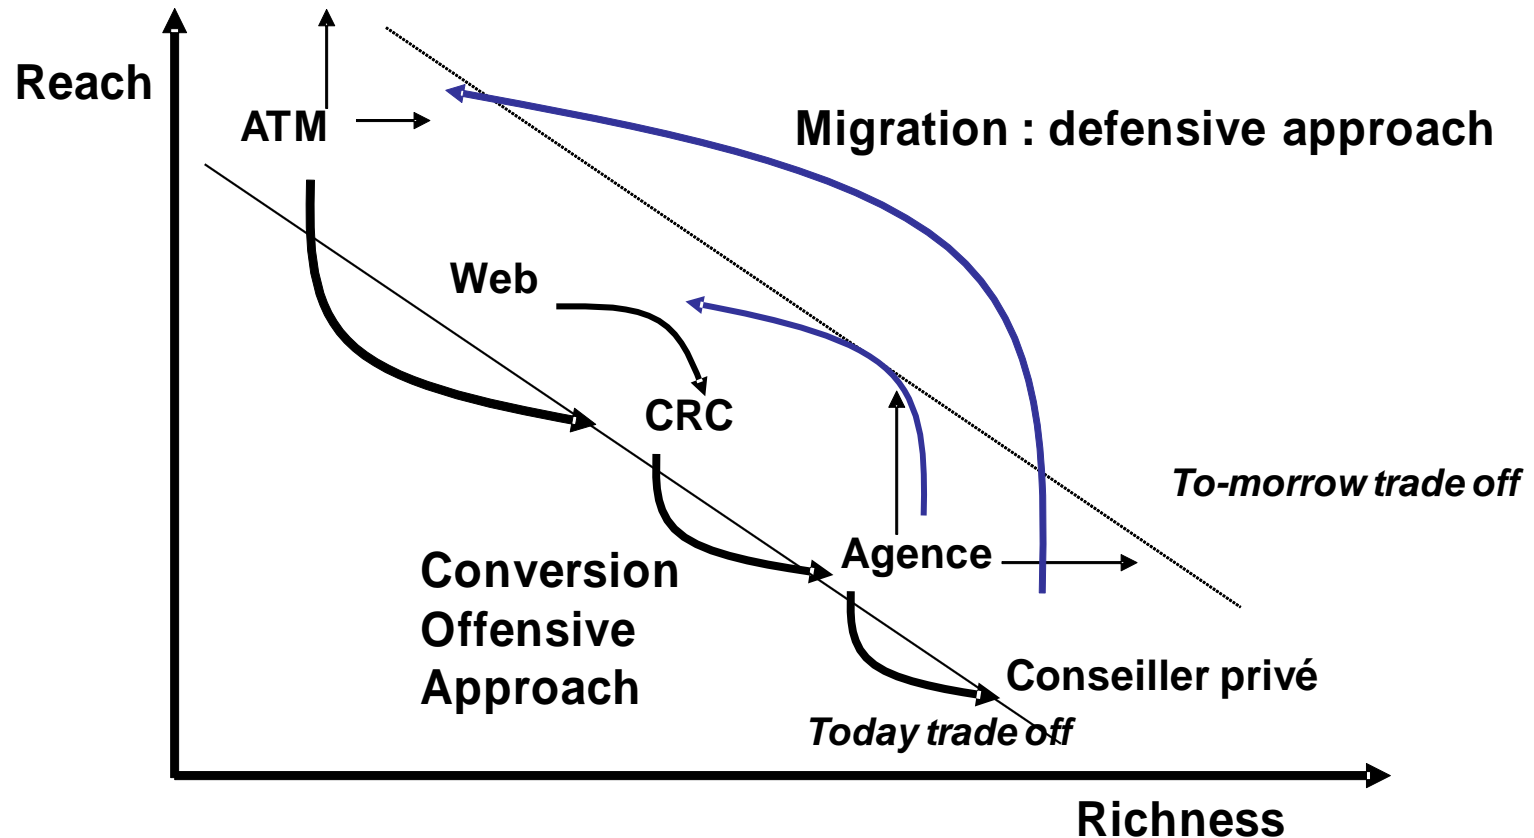 Reach
ATM
Migration : defensive approach
Web
CRC
To-morrow trade off
Agence
Conversion
Offensive
Approach
Conseiller privé
Today trade off
Richness